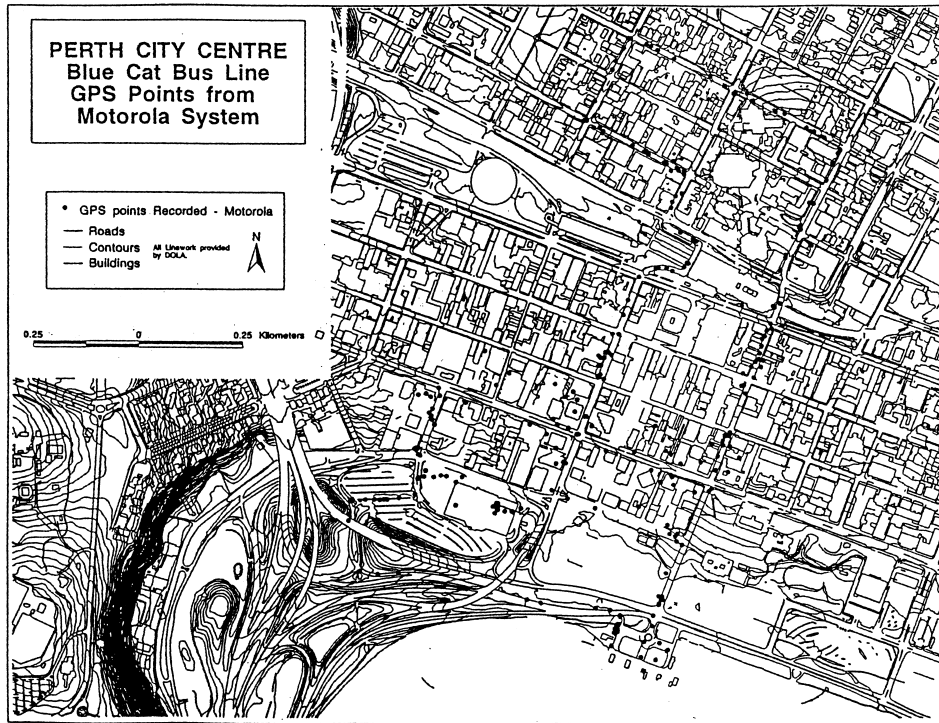 PERTH CITY CENTRE
Blue Cat Bus Line
GPS Points from
Motorola System
• GPS points Recorded - Motorola
Roads
Contours
All Linework provided
by DOLA.
Buildings
N
0.25 0 0.25 Kilometers